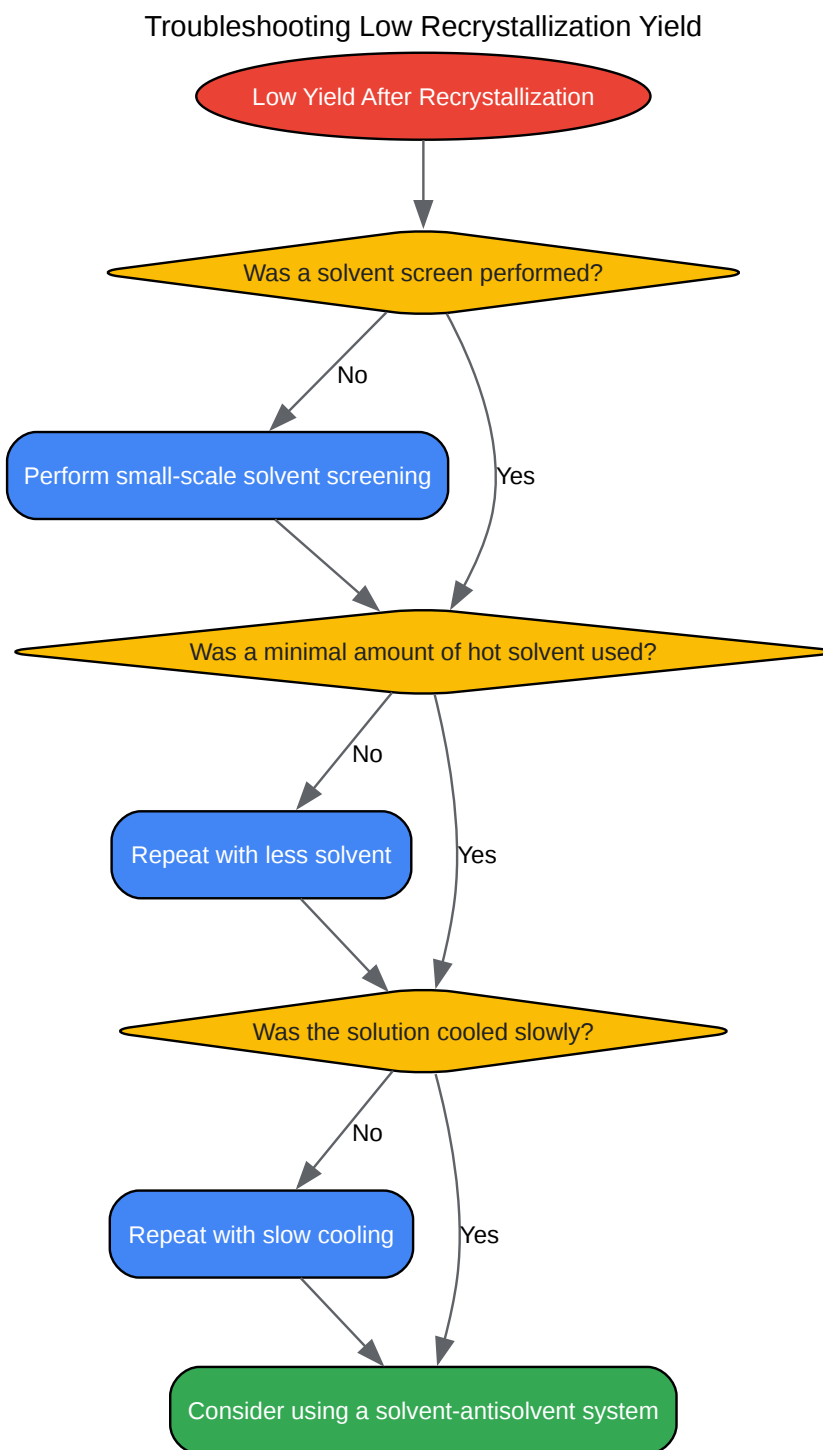 Troubleshooting Low Recrystallization Yield
Low Yield After Recrystallization
Was a solvent screen performed?
No
Perform small-scale solvent screening
Yes
Was a minimal amount of hot solvent used?
No
Repeat with less solvent
Yes
Was the solution cooled slowly?
No
Repeat with slow cooling
Yes
Consider using a solvent-antisolvent system